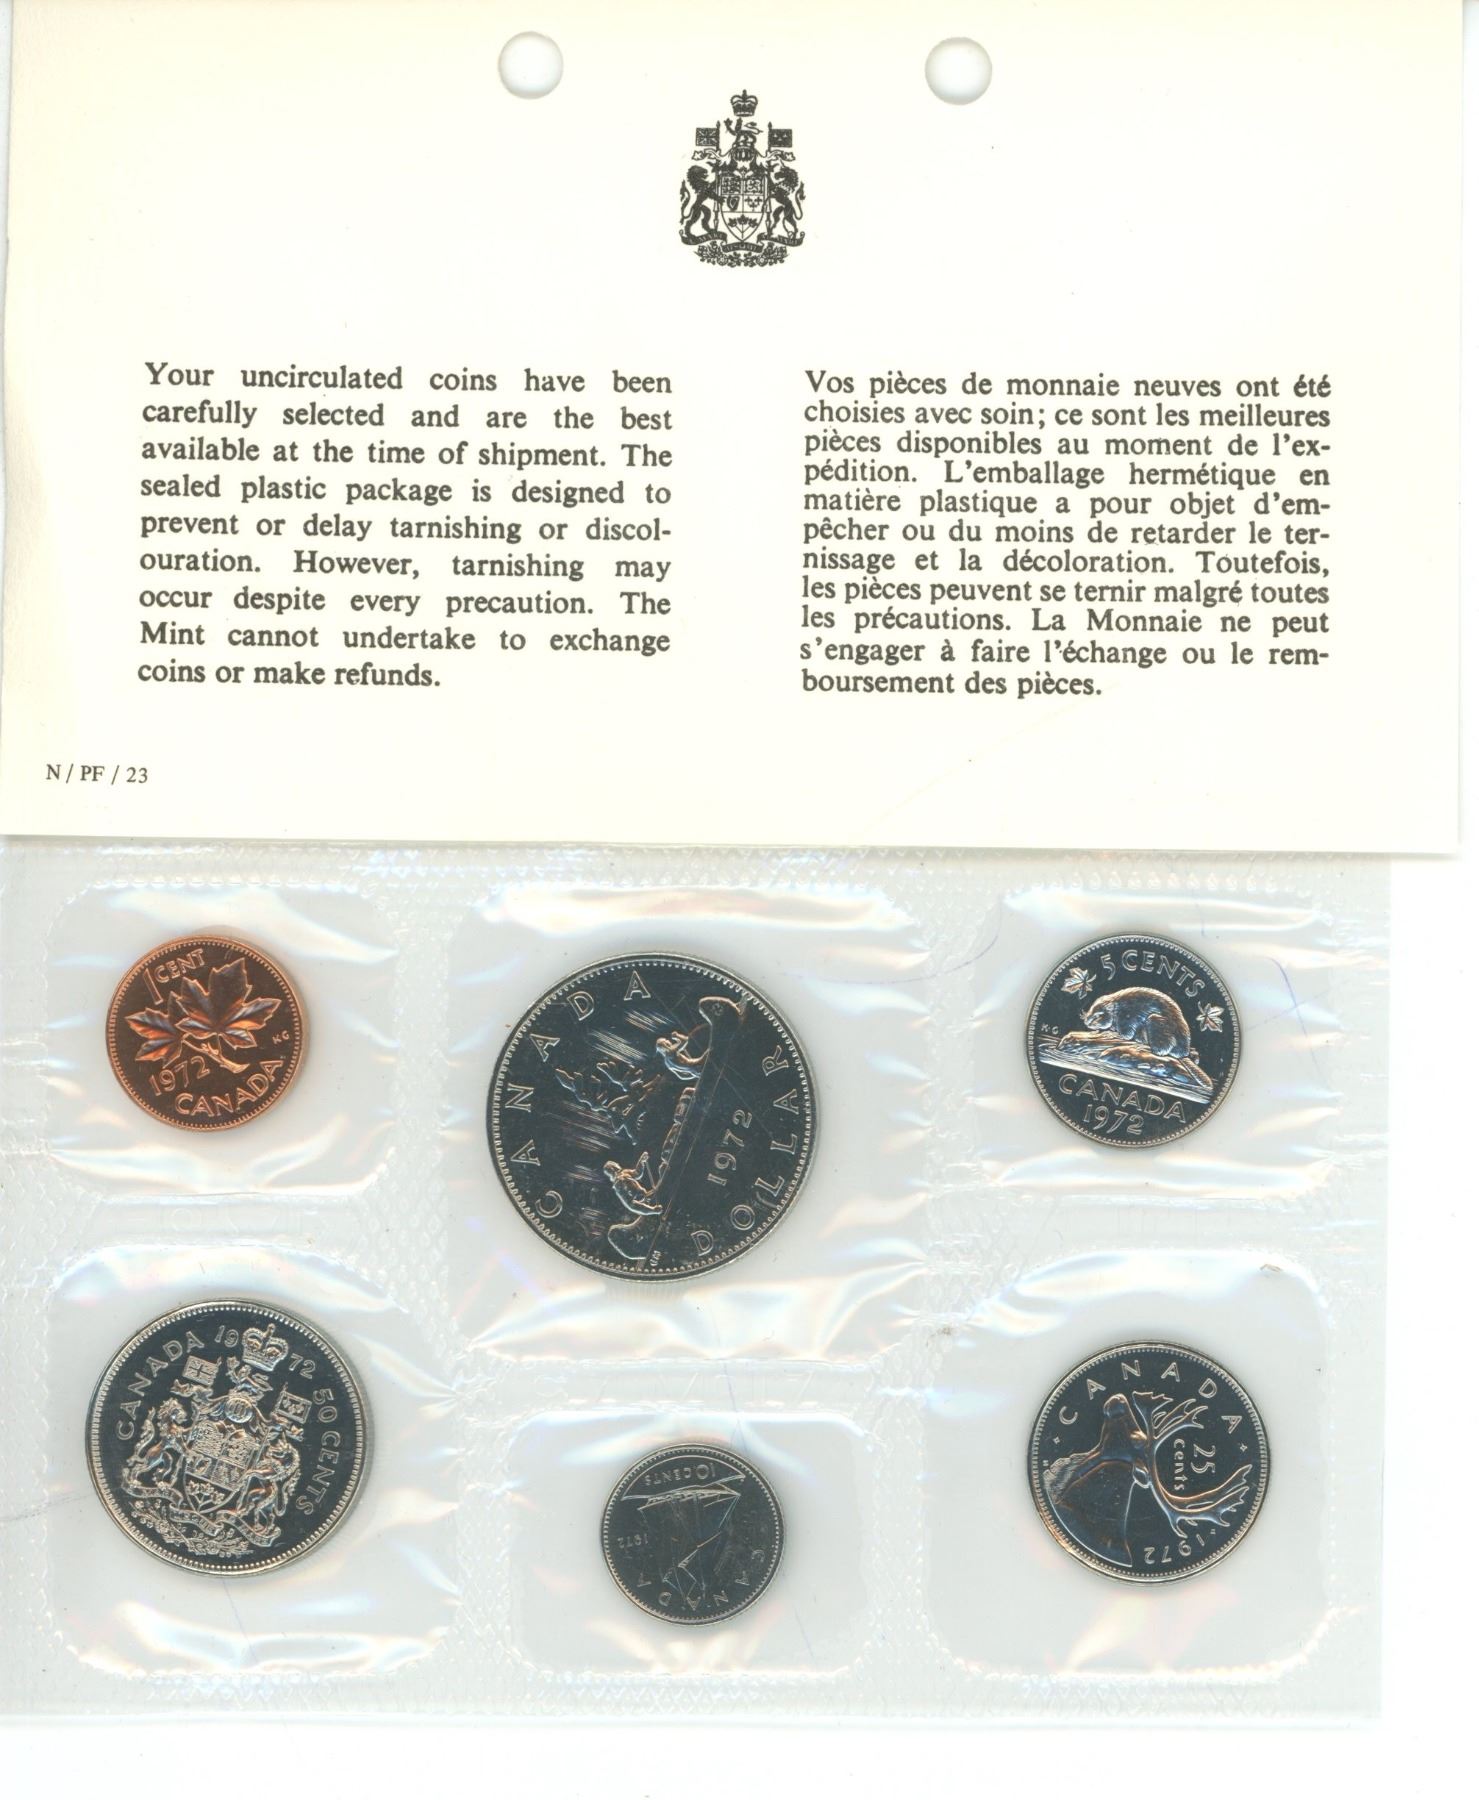 Your uncirculated coins have been
carefully selected and are the best
available at the time of shipment. The
sealed plastic package is designed to
prevent or delay tarnishing or discol-
ouration. However, tarnishing may
occur despite every precaution. The
Mint cannot undertake to exchange
coins or make refunds.
Vos pièces de monnaie neuves ont été
choisies avec soin; ce sont les meilleures
pièces disponibles au moment de l'ex-
pédition. L'emballage hermétique en
matière plastique a pour objet d'em-
pêcher ou du moins de retarder le ter-
nissage et la décoloration. Toutefois,
les pièces peuvent se ternir malgré toutes
les précautions. La Monnaie ne peut
s'engager à faire l'échange ou le rem-
boursement des pièces.
N / PF / 23
1 CENT
KG
1972
CANADA
CANADA
1972
DOLLAR
5 CENTS
K·G
CANADA
1972
CANADA 1972 50 CENTS
10 CENTS
1972
CANADA
CANADA
25
cents
1972